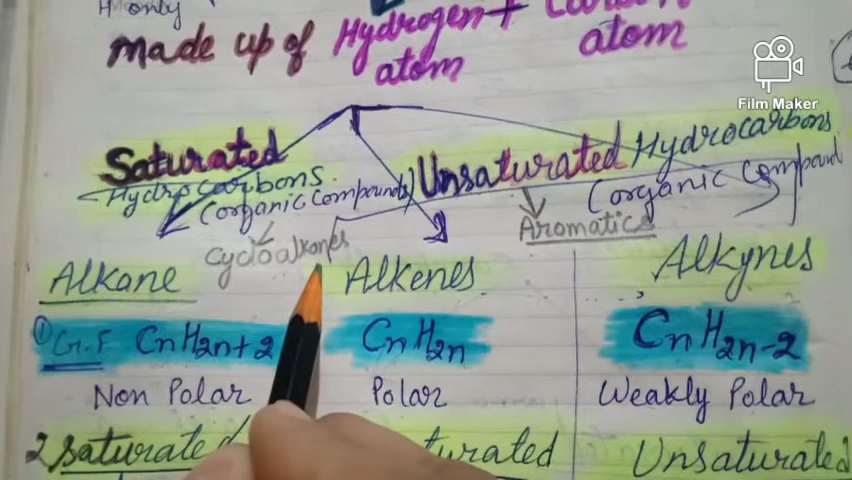 H only
made up of Hydrogen + Carbon
atom atom
Film Maker
Saturated
Hydrocarbons
(organic compounds)
Unsaturated Hydrocarbons
(organic compound
cycloalkanes
Aromatics
Alkane Alkenes Alkynes
① G.F CnH2n+2 CnH2n CnH2n-2
Non Polar Polar Weakly Polar
2 saturated turated Unsaturated